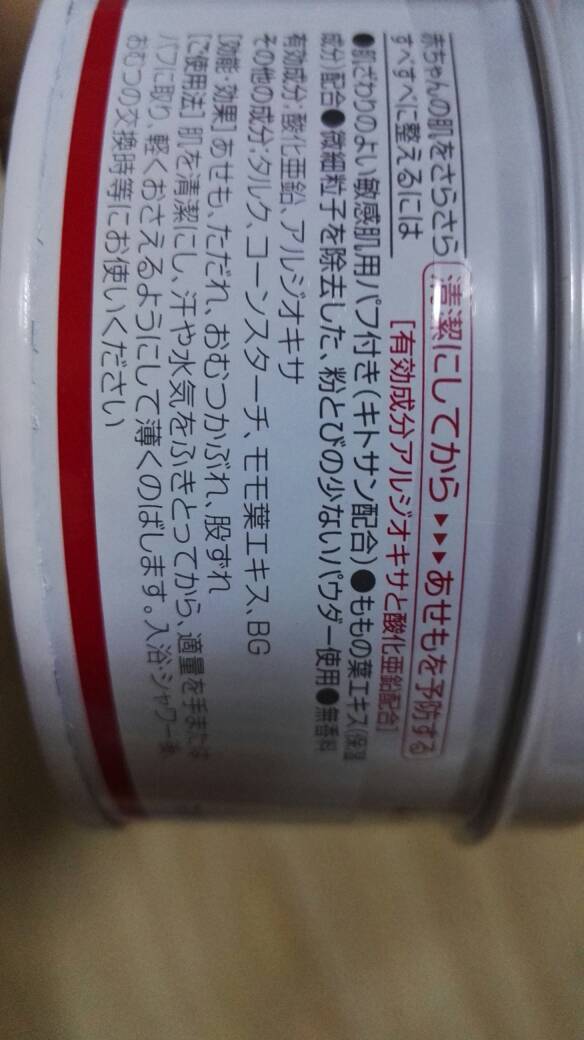 赤ちゃんの肌をさらさら
すべすべに整えるには
清潔にしてから▶▶▶あせもを予防する
[有効成分アルジオキサと酸化亜鉛配合]
●肌ざわりのよい敏感肌用パフ付き(キトサン配合)●ももの葉エキス(保湿
成分)配合●微細粒子を除去した、粉とびの少ないパウダー使用●無香料
有効成分:酸化亜鉛、アルジオキサ
その他の成分:タルク、コーンスターチ、モモ葉エキス、BG
[効能・効果]あせも、ただれ、おむつかぶれ、股ずれ
[ご使用法]肌を清潔にし、汗や水気をふきとってから、適量を手または
パフに取り、軽くおさえるようにして薄くのばします。入浴・シャワー後
おむつの交換時等にお使いください